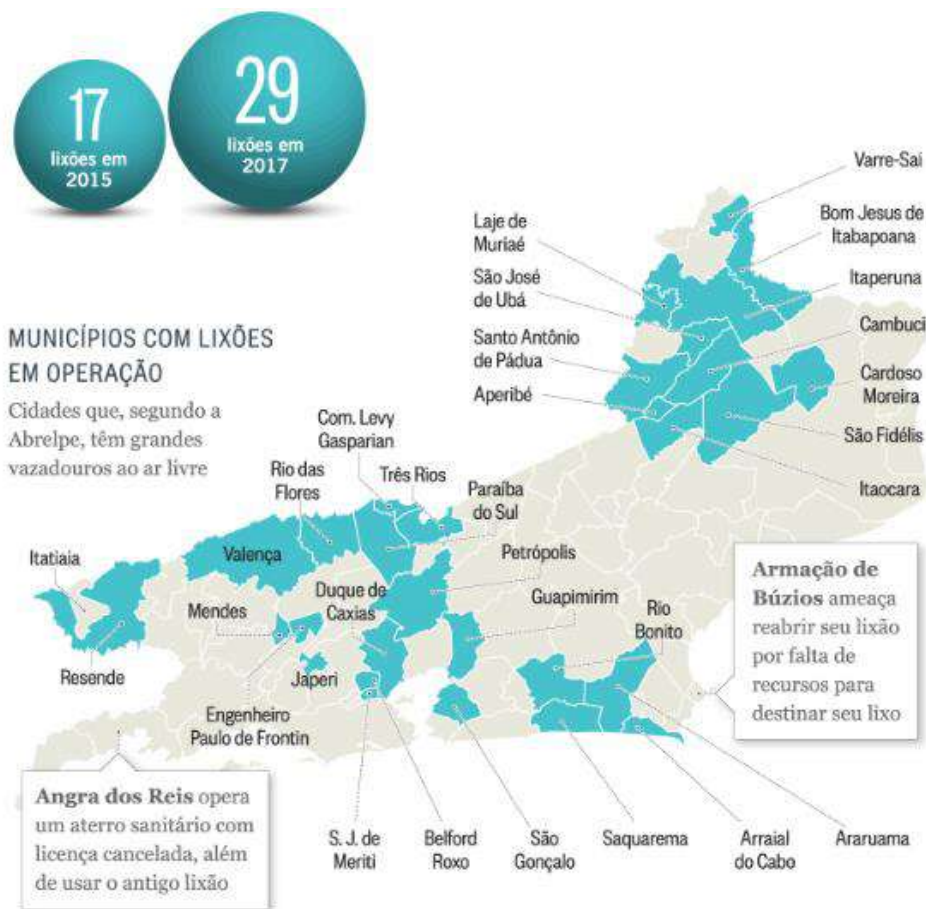 17
lixões em
2015
29
lixões em
2017
MUNICÍPIOS COM LIXÕES
EM OPERAÇÃO
Cidades que, segundo a
Abrelpe, têm grandes
vazadouros ao ar livre
Varre-Sai
Bom Jesus de
Itabapoana
Laje de
Muriaé
São José
de Ubá
Itaperuna
Santo Antônio
de Pádua
Cambuci
Aperibé
Cardoso
Moreira
São Fidélis
Itaocara
Com. Levy
Gasparian
Três Rios
Rio das
Flores
Paraíba
do Sul
Valença
Itatiaia
Petrópolis
Mendes
Duque de
Caxias
Guapimirim
Rio
Bonito
Resende
Japeri
Engenheiro
Paulo de Frontin
Armação de
Búzios ameaça
reabrir seu lixão
por falta de
recursos para
destinar seu lixo
Angra dos Reis opera
um aterro sanitário com
licença cancelada, além
de usar o antigo lixão
S. J. de
Meriti
Belford
Roxo
São
Gonçalo
Saquarema
Arraial
do Cabo
Araruama